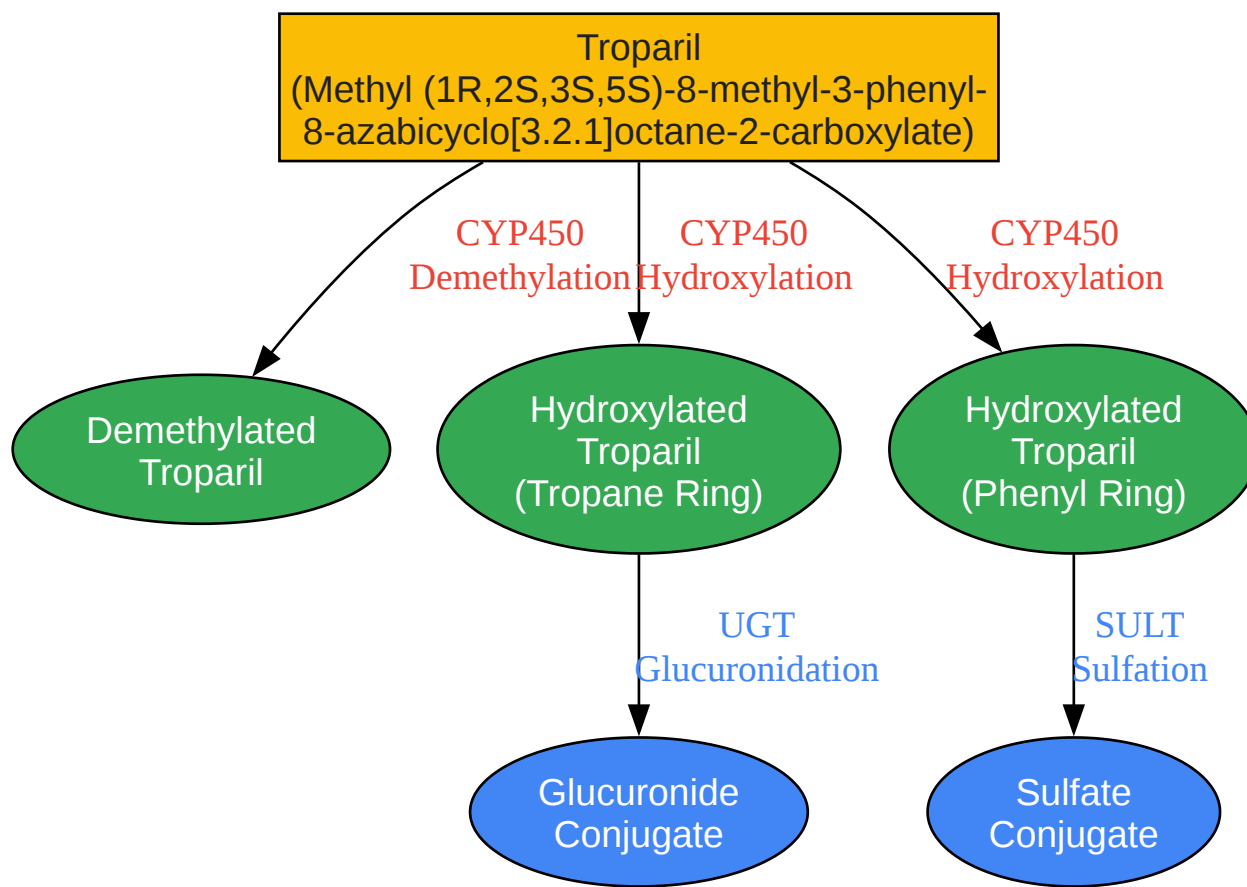 Troparil
(Methyl (1R,2S,3S,5S)-8-methyl-3-phenyl-
8-azabicyclo[3.2.1]octane-2-carboxylate)
CYP450
Demethylation
CYP450
Hydroxylation
CYP450
Hydroxylation
Demethylated
Troparil
Hydroxylated
Troparil
(Tropane Ring)
Hydroxylated
Troparil
(Phenyl Ring)
UGT
Glucuronidation
SULT
Sulfation
Glucuronide
Conjugate
Sulfate
Conjugate